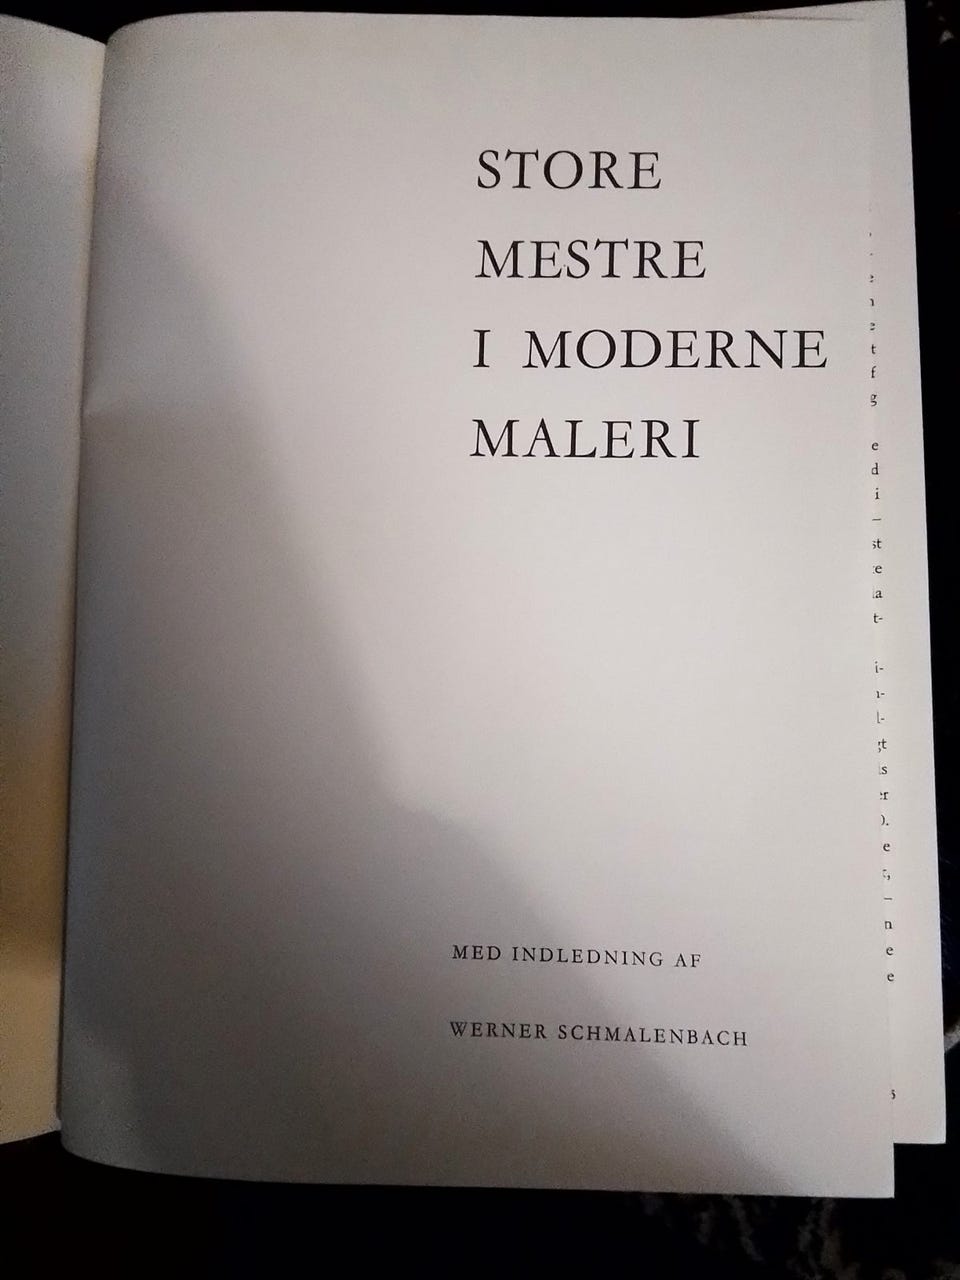 STORE
MESTRE
I MODERNE
MALERI
MED INDLEDNING AF
WERNER SCHMALENBACH